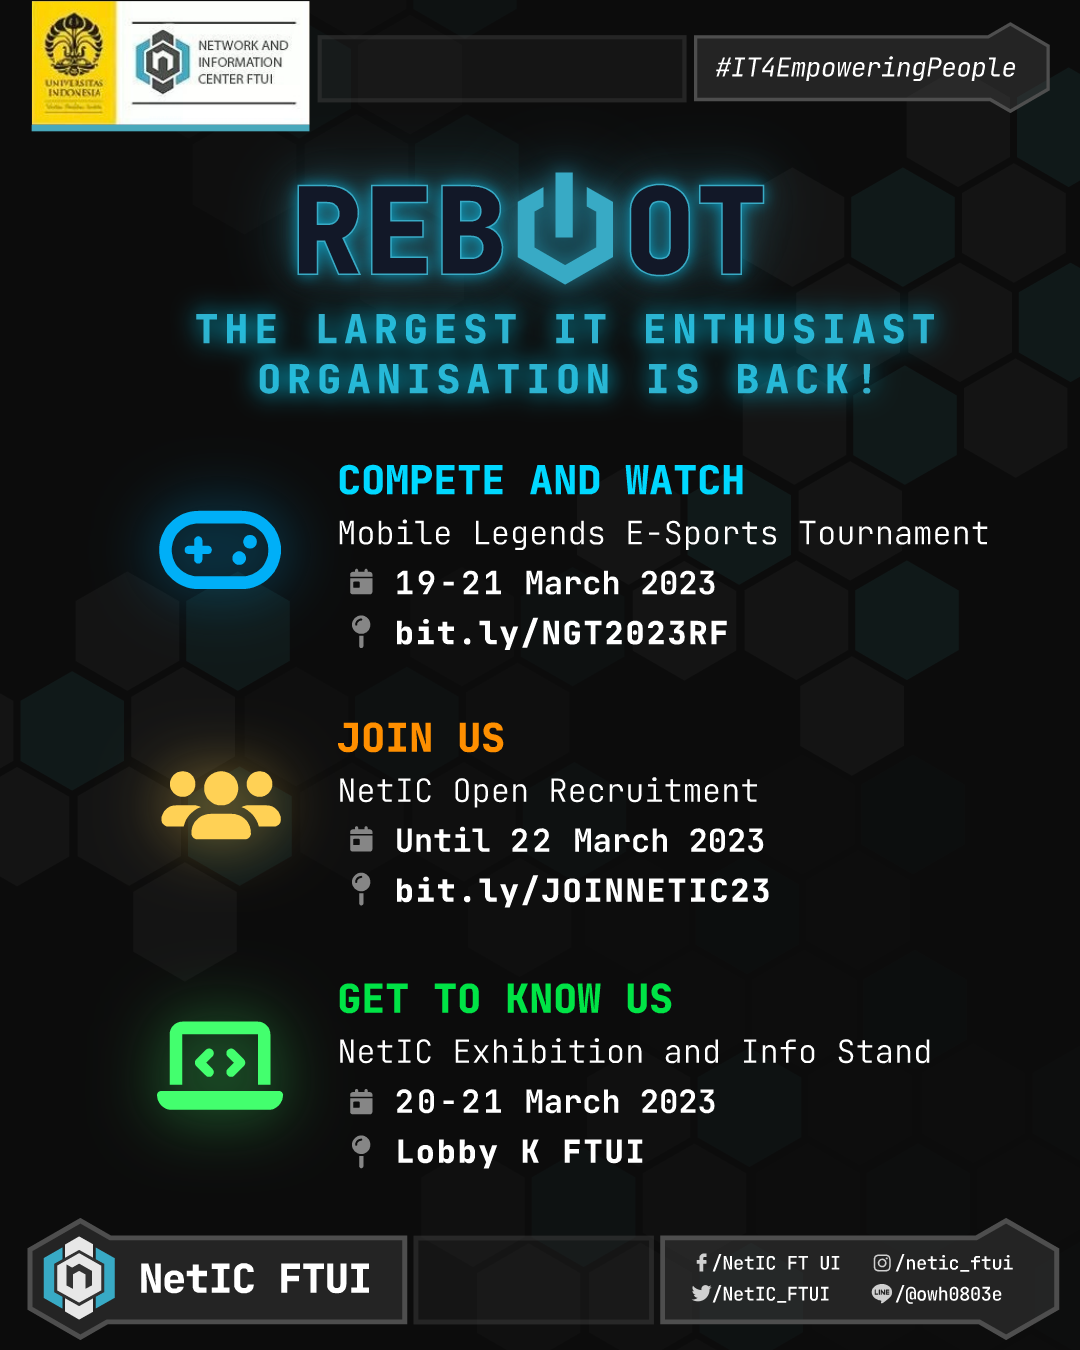 UNIVERSITAS
INDONESIA
NETWORK AND
INFORMATION
CENTER FTUI
#IT4EmpoweringPeople
REBOOT
THE LARGEST IT ENTHUSIAST
ORGANISATION IS BACK!
COMPETE AND WATCH
Mobile Legends E-Sports Tournament
19-21 March 2023
bit.ly/NGT2023RF
JOIN US
NetIC Open Recruitment
Until 22 March 2023
bit.ly/JOINNETIC23
GET TO KNOW US
NetIC Exhibition and Info Stand
20-21 March 2023
Lobby K FTUI
NetIC FTUI
/NetIC FT UI
/netic_ftui
/NetIC_FTUI
LINE
/@owh0803e